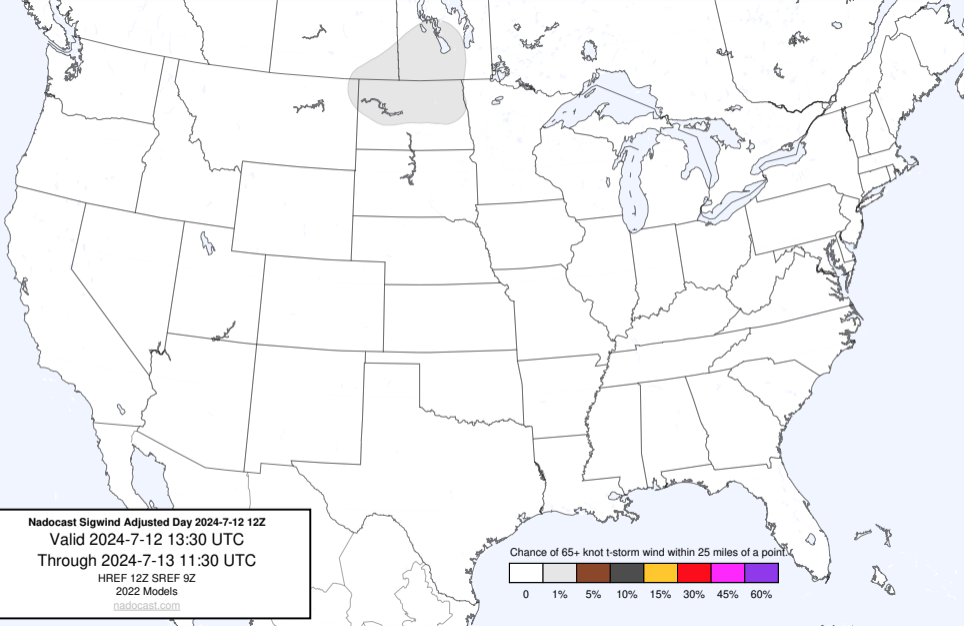 Nadocast Sigwind Adjusted Day 2024-7-12 12Z
Valid 2024-7-12 13:30 UTC
Through 2024-7-13 11:30 UTC
HREF 12Z SREF 9Z
2022 Models
nadocast.com
Chance of 65+ knot t-storm wind within 25 miles of a point.
0 1% 5% 10% 15% 30% 45% 60%